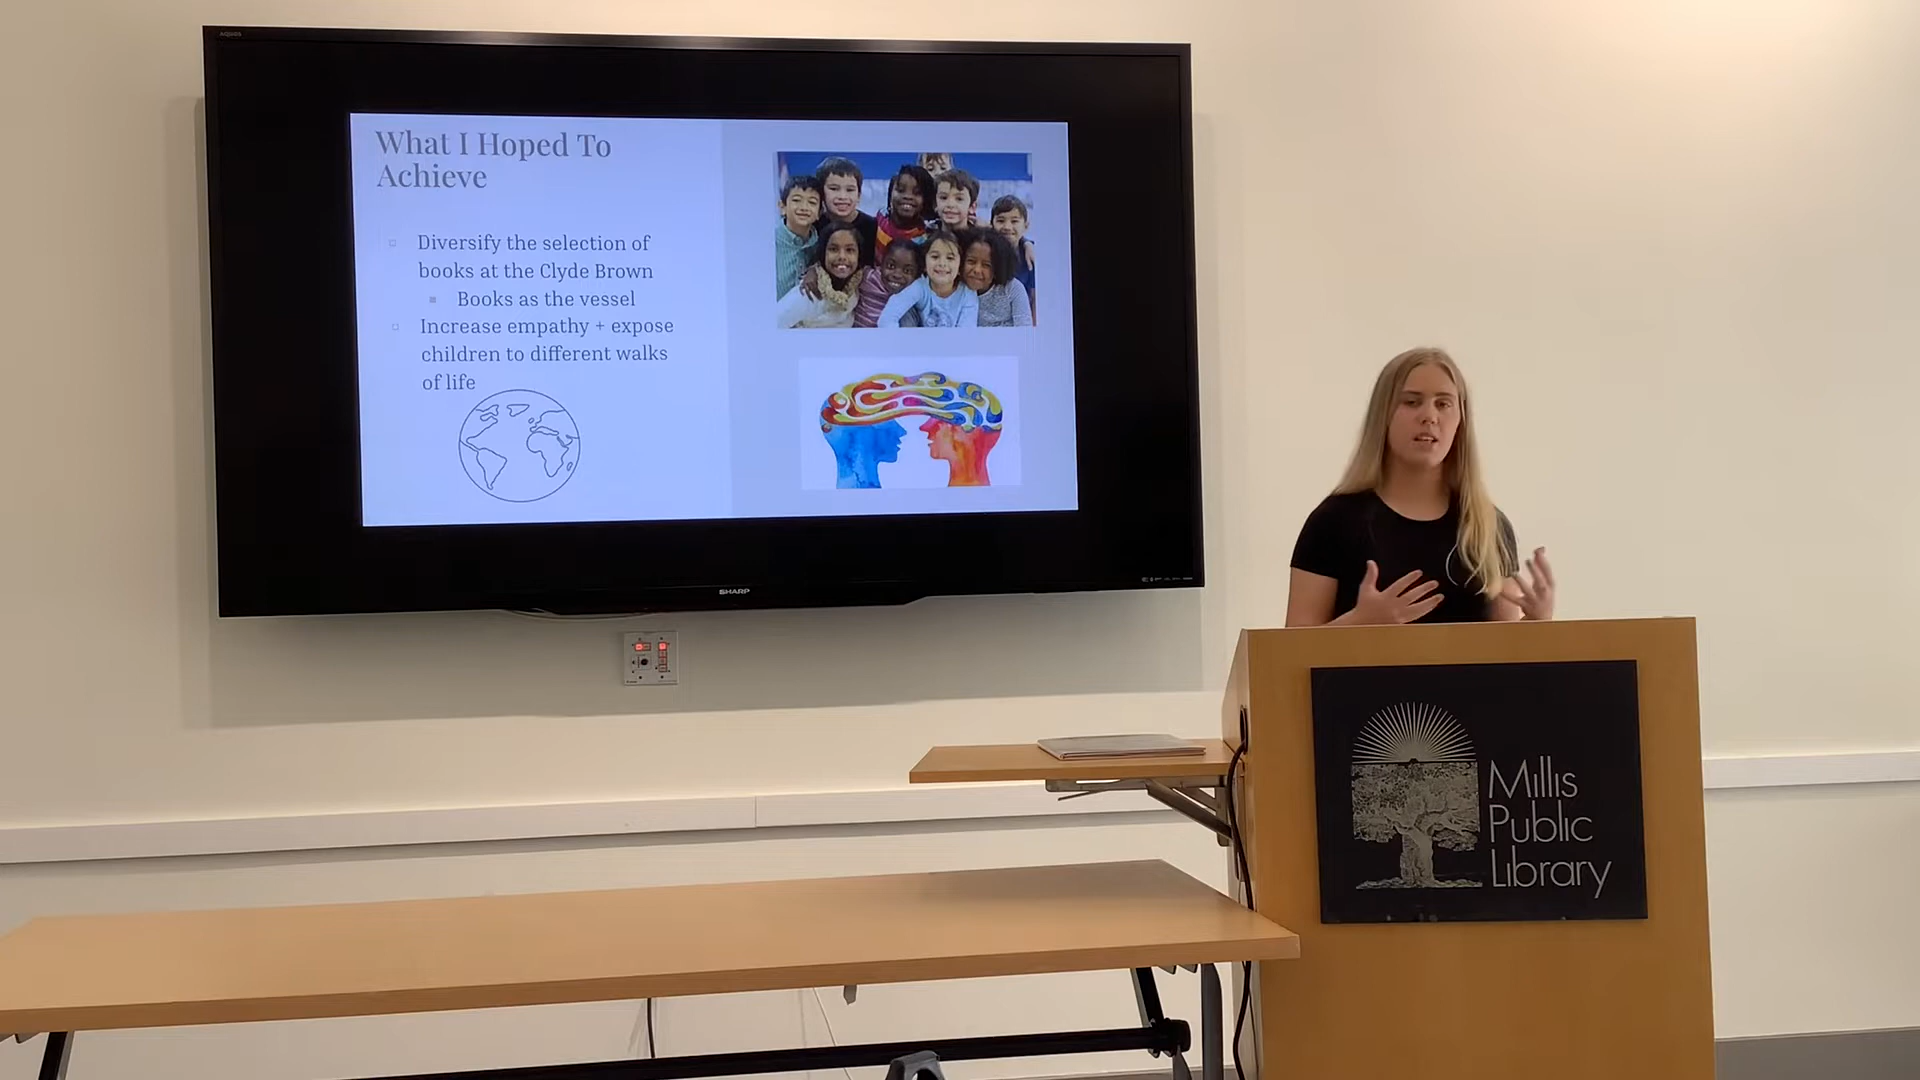 AQUOS
What I Hoped To
Achieve
Diversify the selection of
books at the Clyde Brown
Books as the vessel
Increase empathy + expose
children to different walks
of life
SHARP
Millis
Public
Library